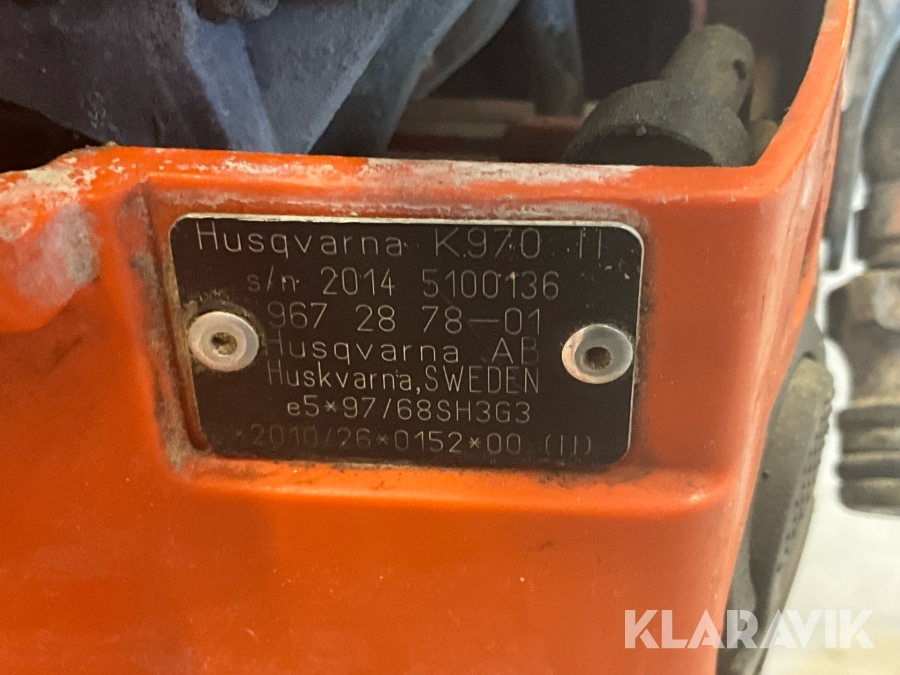 Husqvarna K970 II
s/n 2014 5100136
967 28 78-01
Husqvarna AB
Huskvarna, SWEDEN
e5*97/68SH3G3
*2010/26*0152*00 (II)
KLARAVIK